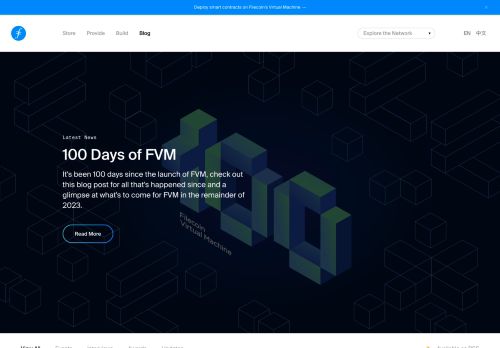 Deploy smart contracts on Filecoin's Virtual Machine
Store
Provide
Build
Blog
Explore the Network
EN
中文
Latest News
100 Days of FVM
It's been 100 days since the launch of FVM, check out
this blog post for all that's happened since and a
glimpse at what's to come for FVM in the remainder of
2023.
Read More
Filecoin
Virtual Machine